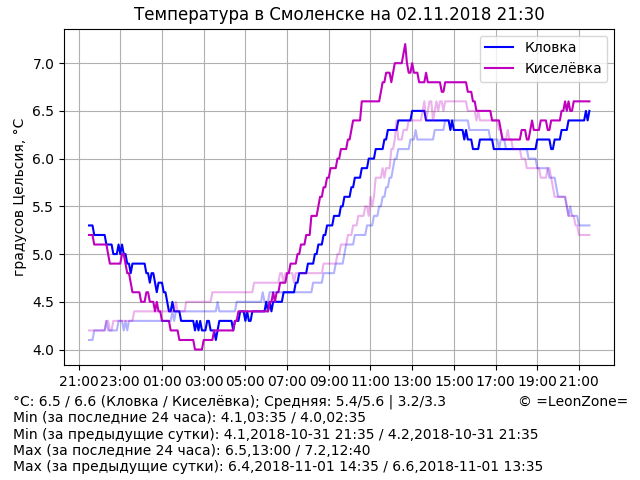 Температура в Смоленске на 02.11.2018 21:30
Кловка
Киселёвка
градусов Цельсия, °C
7.0
6.5
6.0
5.5
5.0
4.5
4.0
21:00 23:00 01:00 03:00 05:00 07:00 09:00 11:00 13:00 15:00 17:00 19:00 21:00
°C: 6.5 / 6.6 (Кловка / Киселёвка); Средняя: 5.4/5.6 | 3.2/3.3 © =LeonZone=
Min (за последние 24 часа): 4.1,03:35 / 4.0,02:35
Min (за предыдущие сутки): 4.1,2018-10-31 21:35 / 4.2,2018-10-31 21:35
Max (за последние 24 часа): 6.5,13:00 / 7.2,12:40
Max (за предыдущие сутки): 6.4,2018-11-01 14:35 / 6.6,2018-11-01 13:35